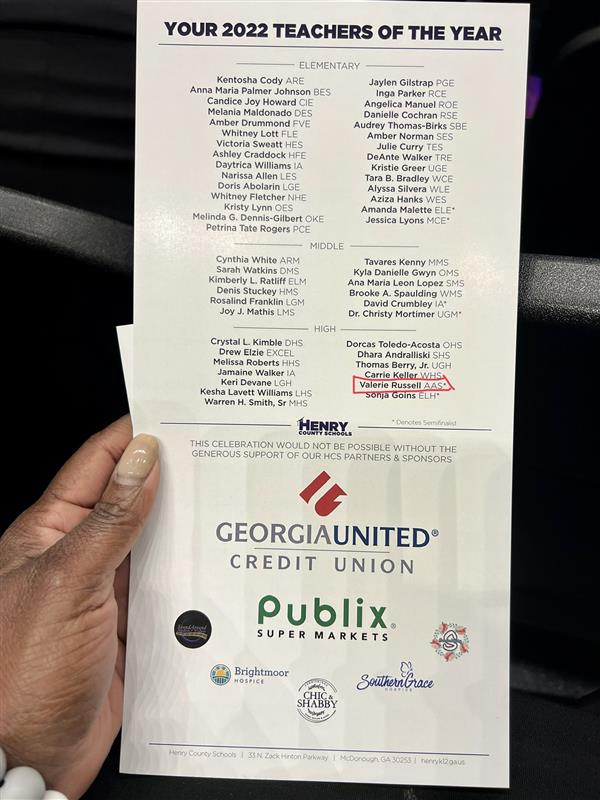 YOUR 2022 TEACHERS OF THE YEAR
ELEMENTARY
Kentosha Cody ARE
Anna Maria Palmer Johnson BES
Candice Joy Howard CIE
Melania Maldonado DES
Amber Drummond FVE
Whitney Lott FLE
Victoria Sweatt HES
Ashley Craddock HFE
Daytrica Williams IA
Narissa Allen LES
Doris Abolarin LGE
Whitney Fletcher NHE
Kristy Lynn OES
Melinda G. Dennis-Gilbert OKE
Petrina Tate Rogers PCE
Jaylen Gilstrap PGE
Inga Parker RCE
Angelica Manuel ROE
Danielle Cochran RSE
Audrey Thomas-Birks SBE
Amber Norman SES
Julie Curry TES
DeAnte Walker TRE
Kristie Greer UGE
Tara B. Bradley WCE
Alyssa Silvera WLE
Aziza Hanks WES
Amanda Malette ELE*
Jessica Lyons MCE*
MIDDLE
Cynthia White ARM
Sarah Watkins DMS
Kimberly L. Ratliff ELM
Denis Stuckey HMS
Rosalind Franklin LGM
Joy J. Mathis LMS
Tavares Kenny MMS
Kyla Danielle Gwyn OMS
Ana Maria Leon Lopez SMS
Brooke A. Spaulding WMS
David Crumbley IA*
Dr. Christy Mortimer UGM*
HIGH
Crystal L. Kimble DHS
Drew Elzie EXCEL
Melissa Roberts HHS
Jamaine Walker IA
Keri Devane LGH
Kesha Lavett Williams LHS
Warren H. Smith, Sr MHS
Dorcas Toledo-Acosta OHS
Dhara Andralliski SHS
Thomas Berry, Jr. UGH
Carrie Keller WHS
Valerie Russell AAS*
Sonja Goins ELH*
* Denotes Semifinalist
HENRY
COUNTY SCHOOLS
THIS CELEBRATION WOULD NOT BE POSSIBLE WITHOUT THE
GENEROUS SUPPORT OF OUR HCS PARTNERS & SPONSORS
GEORGIAUNITED®
CREDIT UNION
Publix®
SUPER MARKETS
Brightmoor
HOSPICE
CHIC &
SHABBY
SouthernGrace
HOSPICE
Henry County Schools | 33 N. Zack Hinton Parkway | McDonough, GA 30253 | henry.k12.ga.us